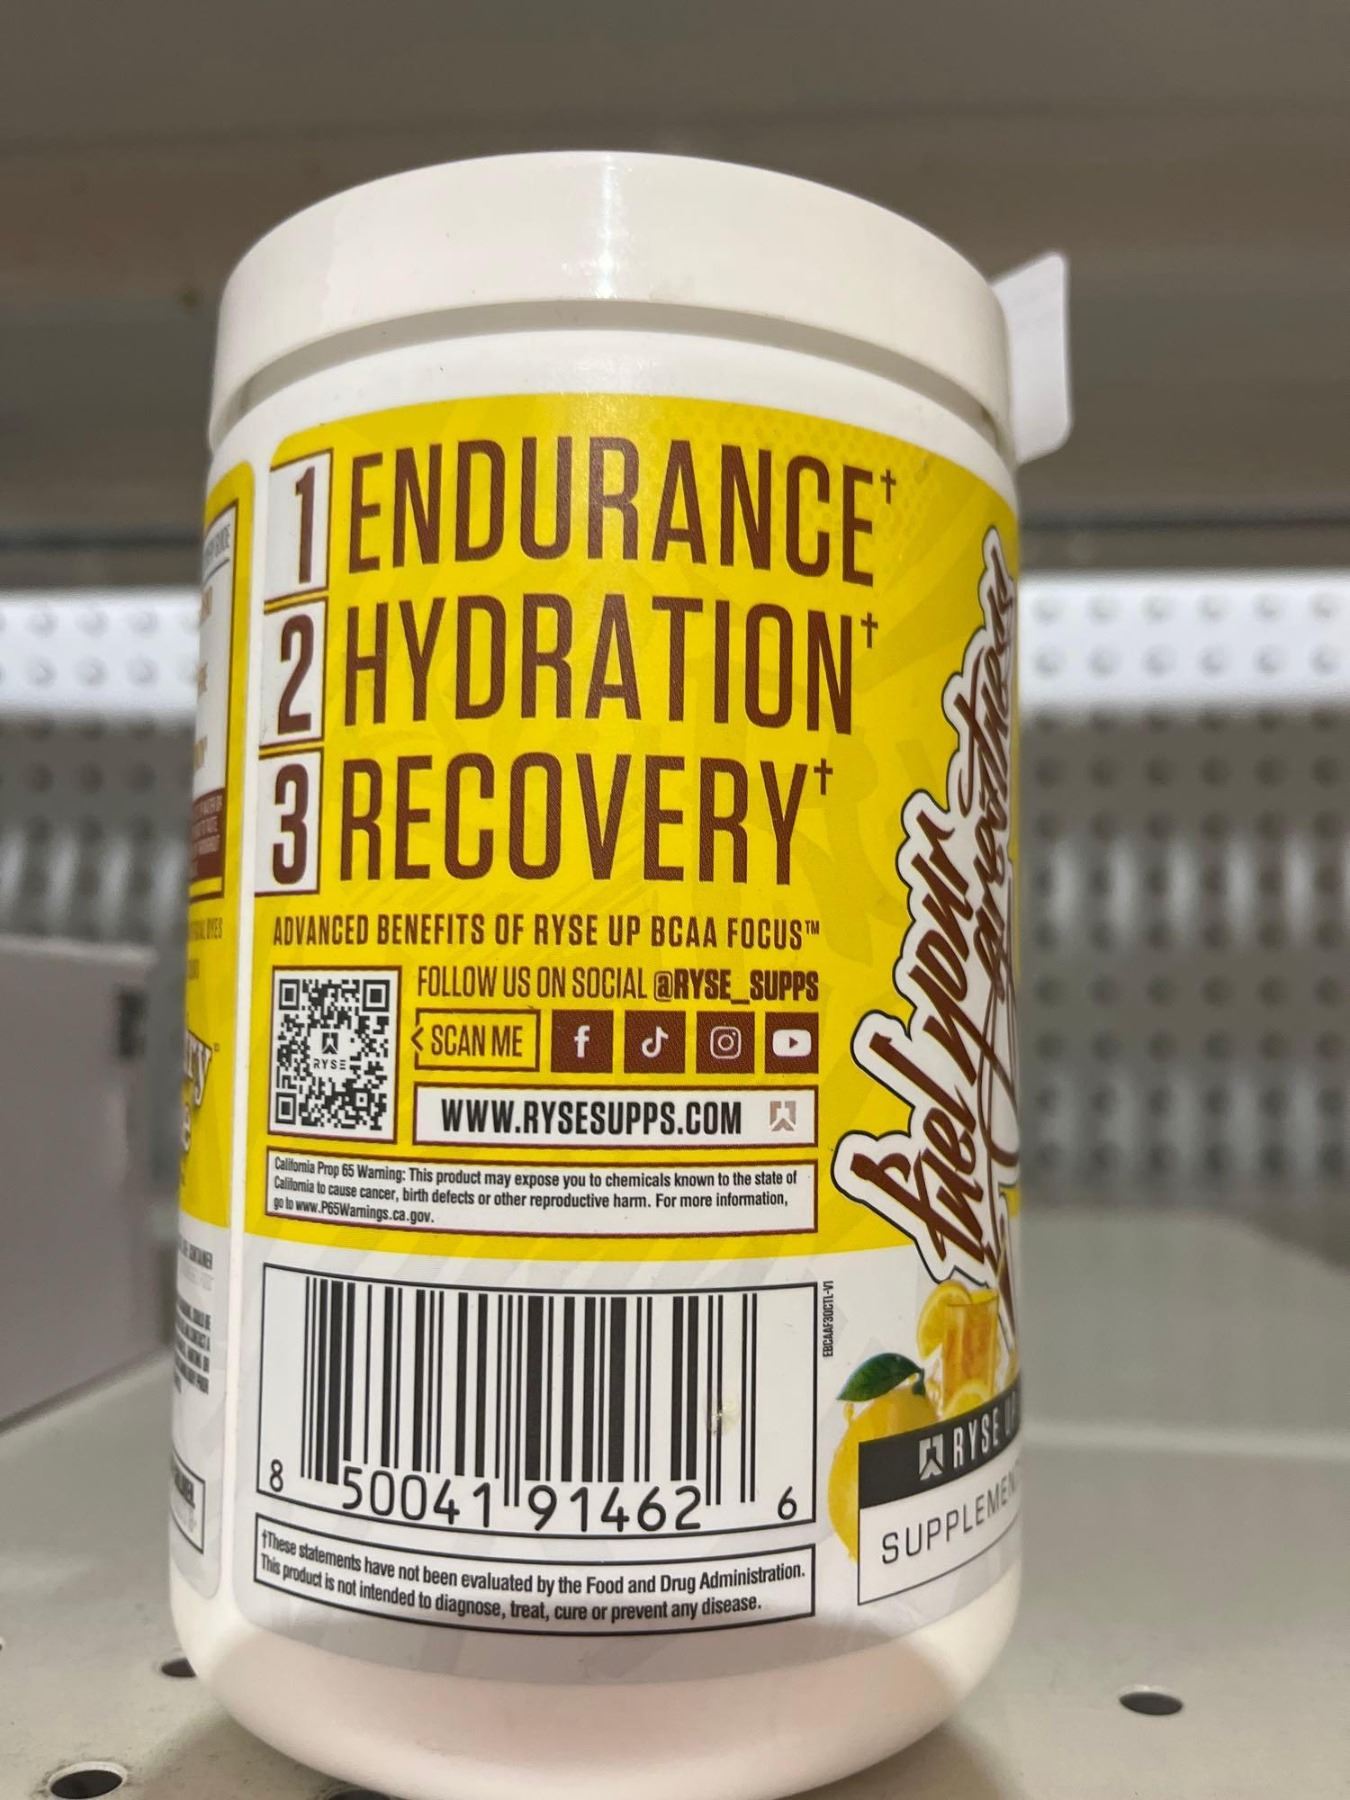 1 ENDURANCE†
2 HYDRATION†
3 RECOVERY†
ADVANCED BENEFITS OF RYSE UP BCAA FOCUS™
FOLLOW US ON SOCIAL @RYSE_SUPPS
RYSE
SCAN ME
WWW.RYSESUPPS.COM
California Prop 65 Warning: This product may expose you to chemicals known to the state of
California to cause cancer, birth defects or other reproductive harm. For more information,
go to www.P65Warnings.ca.gov.
EBCAAF30CTL-V1
8 50041 91462 6
†These statements have not been evaluated by the Food and Drug Administration.
This product is not intended to diagnose, treat, cure or prevent any disease.
fuel your
greatness
RYSE